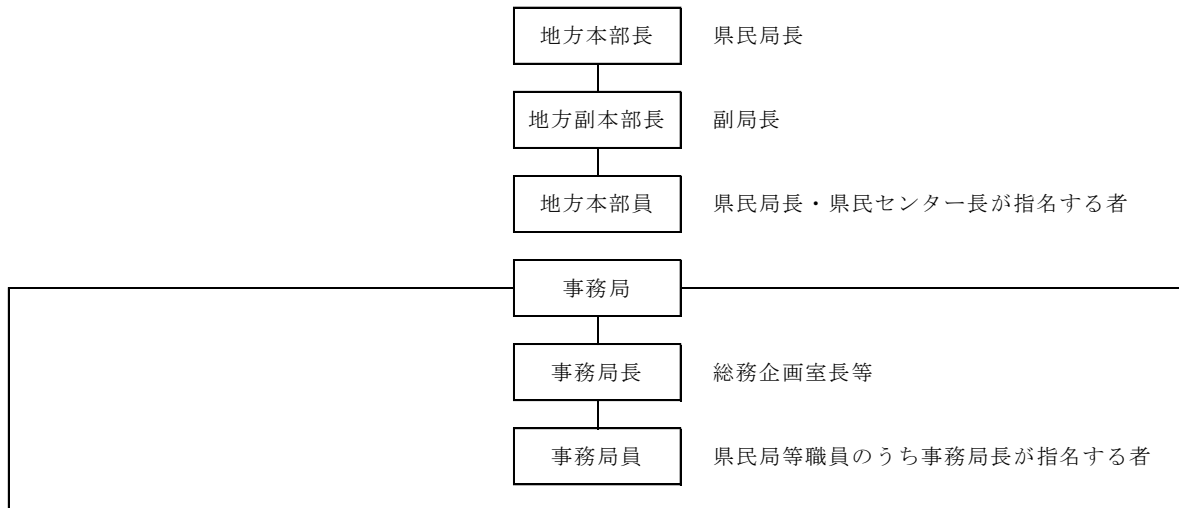 地方本部長 県民局長
地方副本部長 副局長
地方本部員 県民局長・県民センター長が指名する者
事務局
事務局長 総務企画室長等
事務局員 県民局等職員のうち事務局長が指名する者